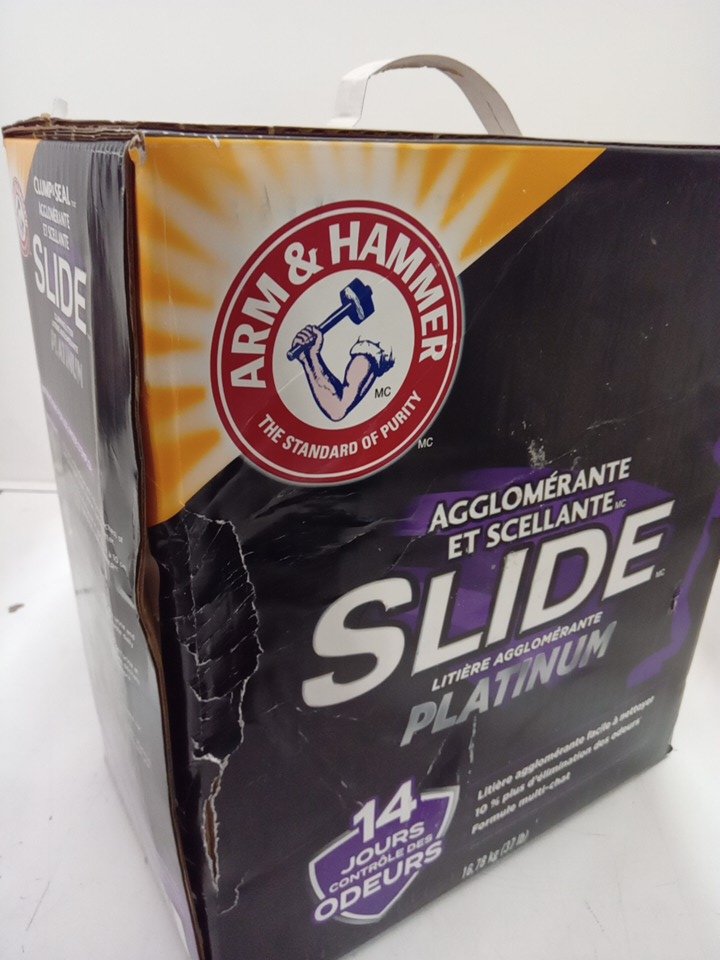 CLUMP & SEAL
AGGLOMÉRANTE
ET SCELLANTE
SLIDE
PLATINUM
ARM & HAMMER
MC
THE STANDARD OF PURITY
MC
AGGLOMÉRANTE
ET SCELLANTE MC
SLIDE MC
LITIÈRE AGGLOMÉRANTE
PLATINUM
Litière agglomérante facile à nettoyer
10 % plus d'élimination des odeurs
Formule multi-chat
14
JOURS
CONTRÔLE DES
ODEURS
16,78 kg (37 lb)